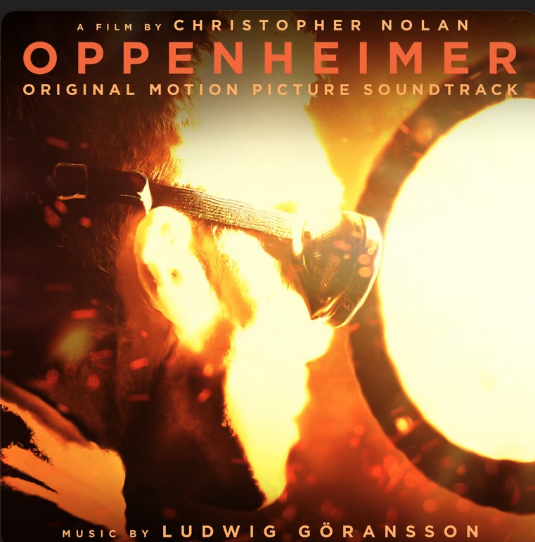 A FILM BY CHRISTOPHER NOLAN
OPPENHEIMER
ORIGINAL MOTION PICTURE SOUNDTRACK
MUSIC BY LUDWIG GÖRANSSON